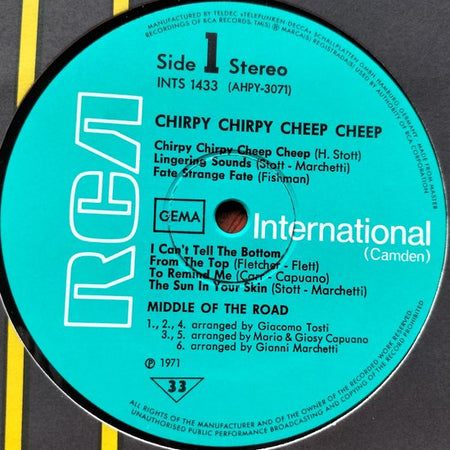 MANUFACTURED BY TELDEC »TELEFUNKEN-DECCA« SCHALLPLATTEN GMBH, HAMBURG, GERMANY, MADE FROM MASTER
RECORDINGS OF RCA RECORDS · TM(S) ® MARCA(S) REGISTRADA(S) USED BY AUTHORITY OF RCA CORPORATION
Side 1 Stereo
INTS 1433 (AHPY-3071)
CHIRPY CHIRPY CHEEP CHEEP
Chirpy Chirpy Cheep Cheep (H. Stott)
Lingering Sounds (Stott - Marchetti)
Fate Strange Fate (Fishman)
RCA
GEMA
International
(Camden)
I Can't Tell The Bottom
From The Top (Fletcher - Flett)
To Remind Me (Carr - Capuano)
The Sun In Your Skin (Stott - Marchetti)
MIDDLE OF THE ROAD
1., 2., 4. arranged by Giacomo Tosti
3., 5. arranged by Mario & Giosy Capuano
6. arranged by Gianni Marchetti
℗ 1971
33
ALL RIGHTS OF THE MANUFACTURER AND OF THE OWNER OF THE RECORDED WORK RESERVED.
UNAUTHORISED PUBLIC PERFORMANCE BROADCASTING AND COPYING OF THIS RECORD PROHIBITED